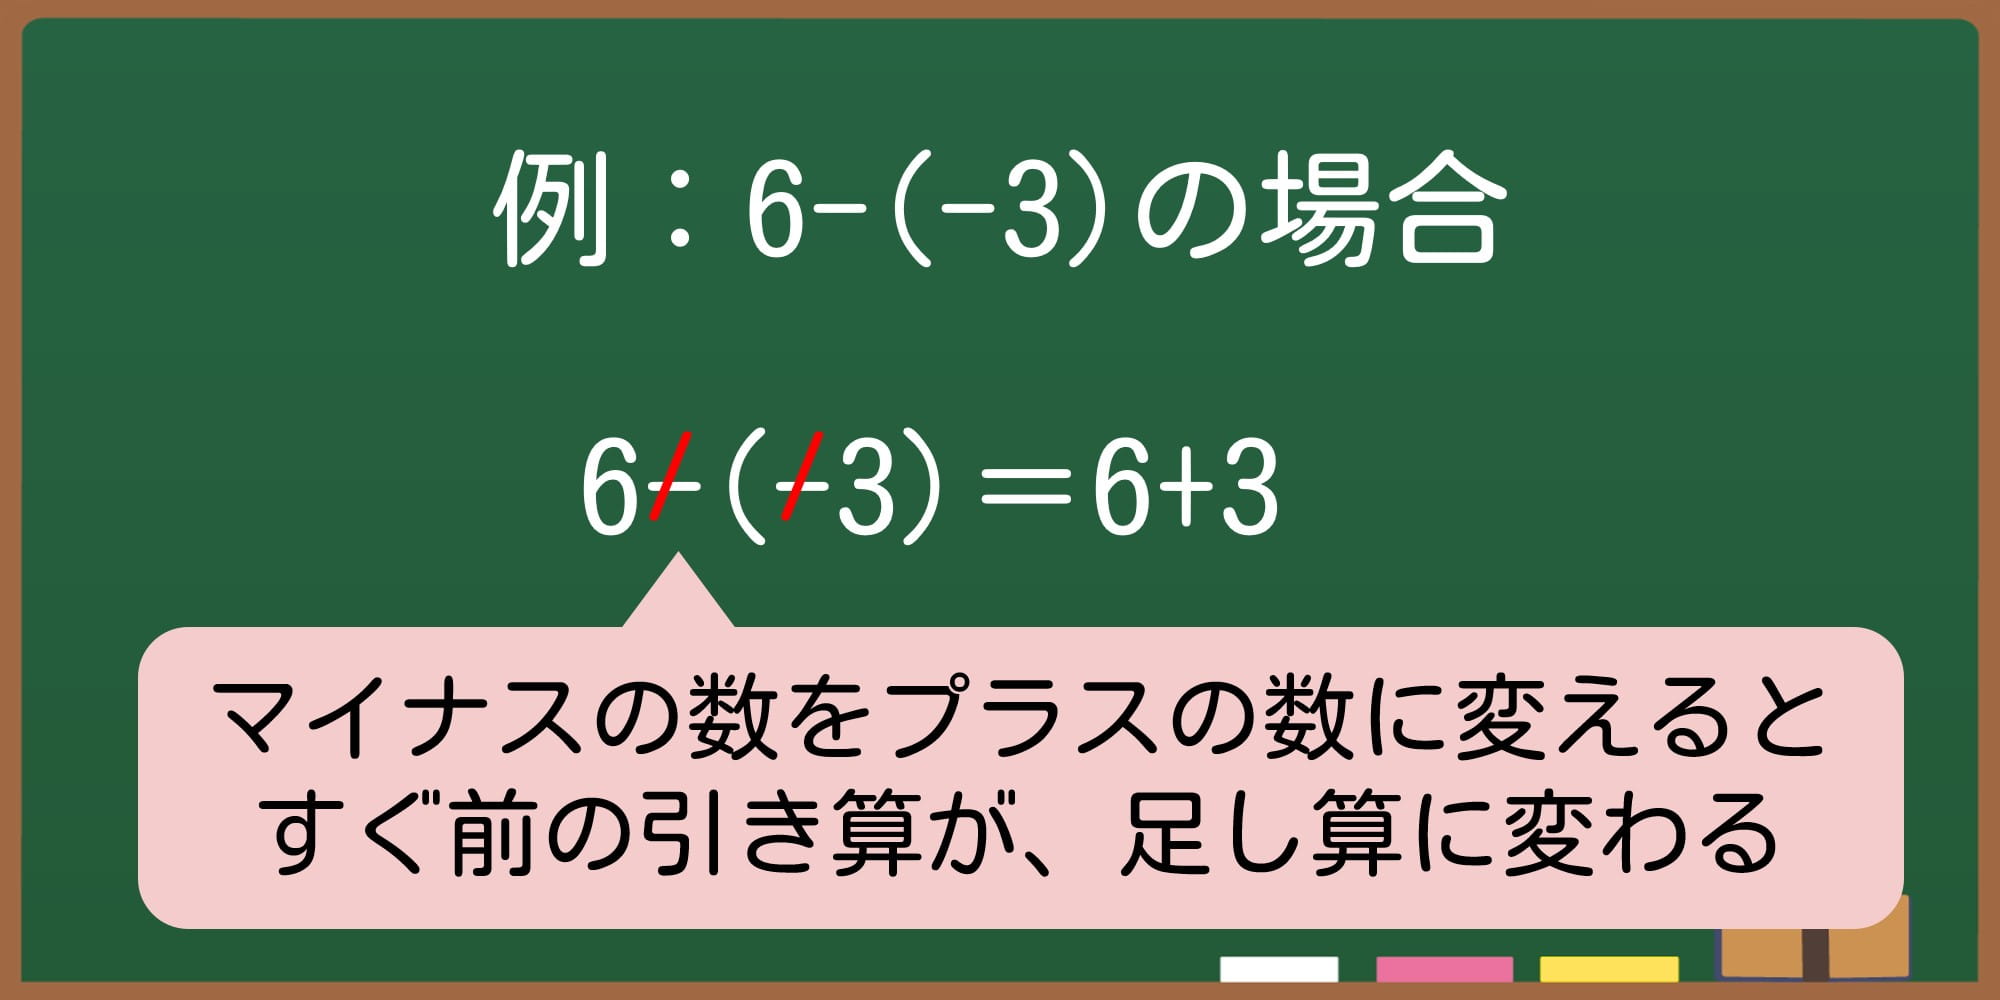 例：6-(-3)の場合
6-(-3)＝6+3
マイナスの数をプラスの数に変えると
すぐ前の引き算が、足し算に変わる